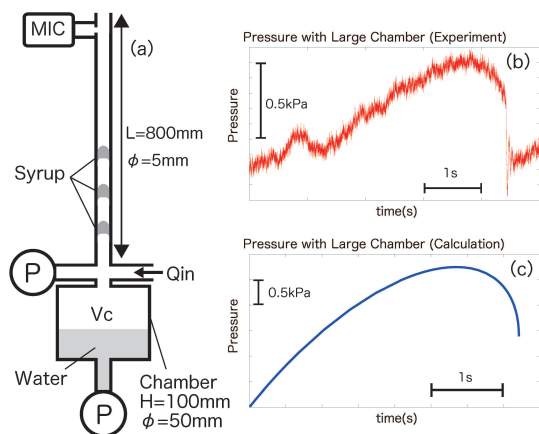 MIC
(a)
L=800mm
φ=5mm
Syrup
P
Qin
Vc
Water
Chamber
H=100mm
φ=50mm
P
Pressure with Large Chamber (Experiment)
(b)
0.5kPa
Pressure
1s
time(s)
Pressure with Large Chamber (Calculation)
(c)
0.5kPa
Pressure
1s
time(s)